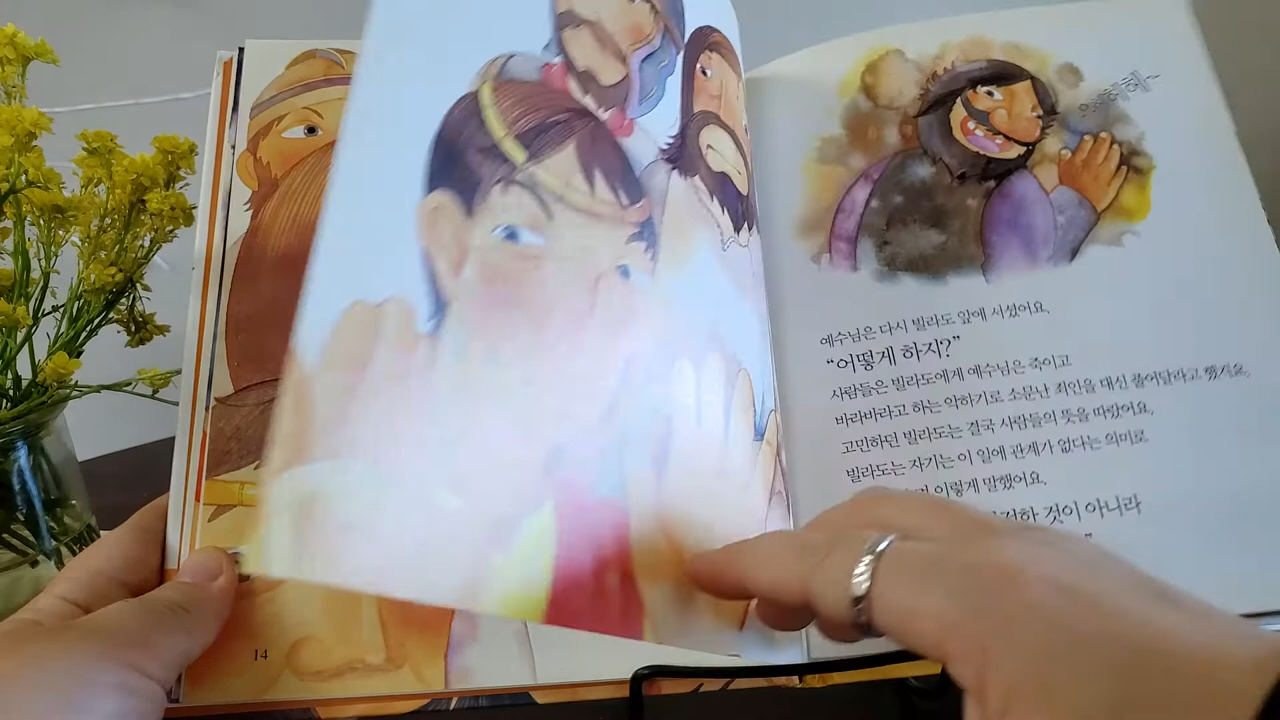 으헤헤헤~
예수님은 다시 빌라도 앞에 서셨어요.
“어떻게 하지?”
사람들은 빌라도에게 예수님은 죽이고
바라바라고 하는 악하기로 소문난 죄인을 대신 풀어달라고 했지요.
고민하던 빌라도는 결국 사람들의 뜻을 따랐어요.
빌라도는 자기는 이 일에 관계가 없다는 의미로
이렇게 말했어요.
것이 아니라
”
14